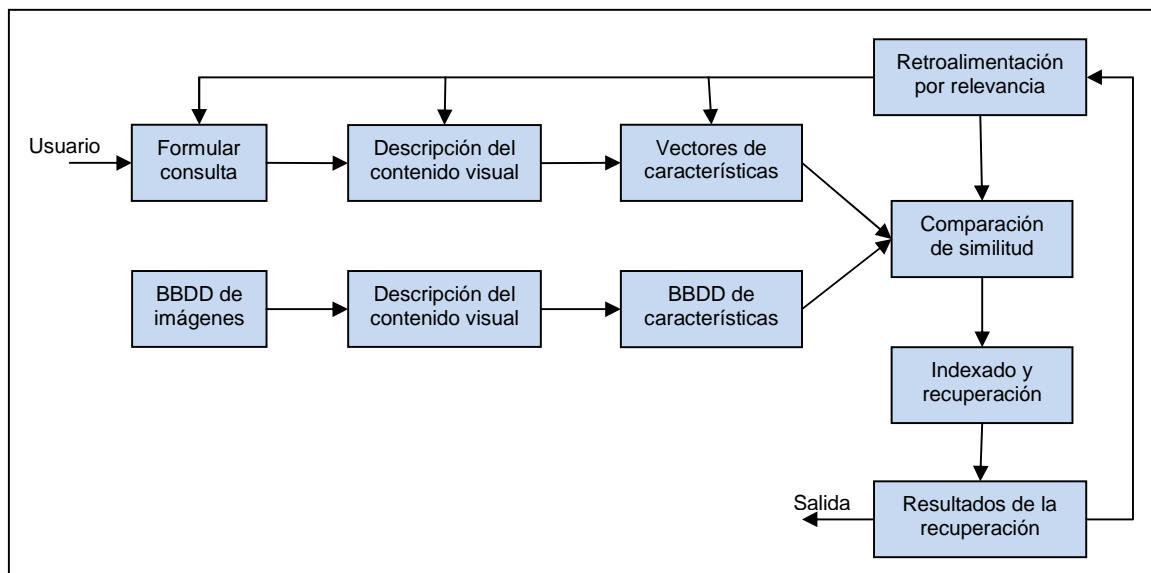 Retroalimentación
por relevancia
Usuario
Formular
consulta
Descripción del
contenido visual
Vectores de
características
Comparación
de similitud
BBDD de
imágenes
Descripción del
contenido visual
BBDD de
características
Indexado y
recuperación
Salida
Resultados de la
recuperación